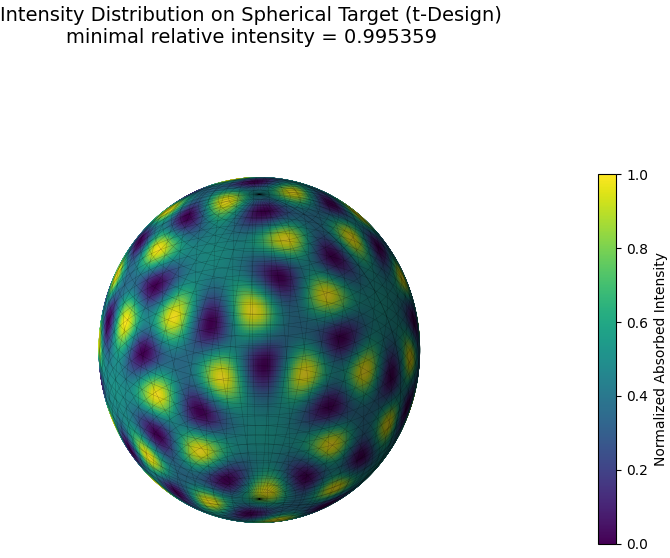 Intensity Distribution on Spherical Target (t-Design)
minimal relative intensity = 0.995359
1.0
0.8
0.6
0.4
0.2
0.0
Normalized Absorbed Intensity